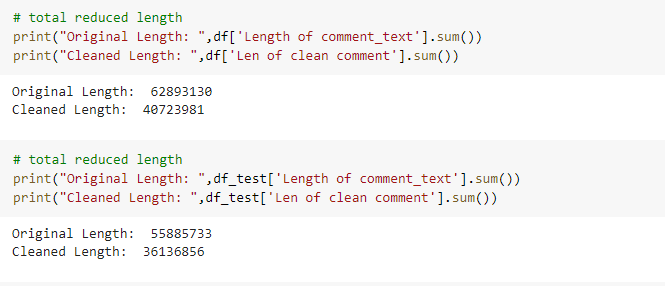 # total reduced length
print("Original Length: ",df['Length of comment_text'].sum())
print("Cleaned Length: ",df['Len of clean comment'].sum())
Original Length:  62893130
Cleaned Length:  40723981
# total reduced length
print("Original Length: ",df_test['Length of comment_text'].sum())
print("Cleaned Length: ",df_test['Len of clean comment'].sum())
Original Length:  55885733
Cleaned Length:  36136856